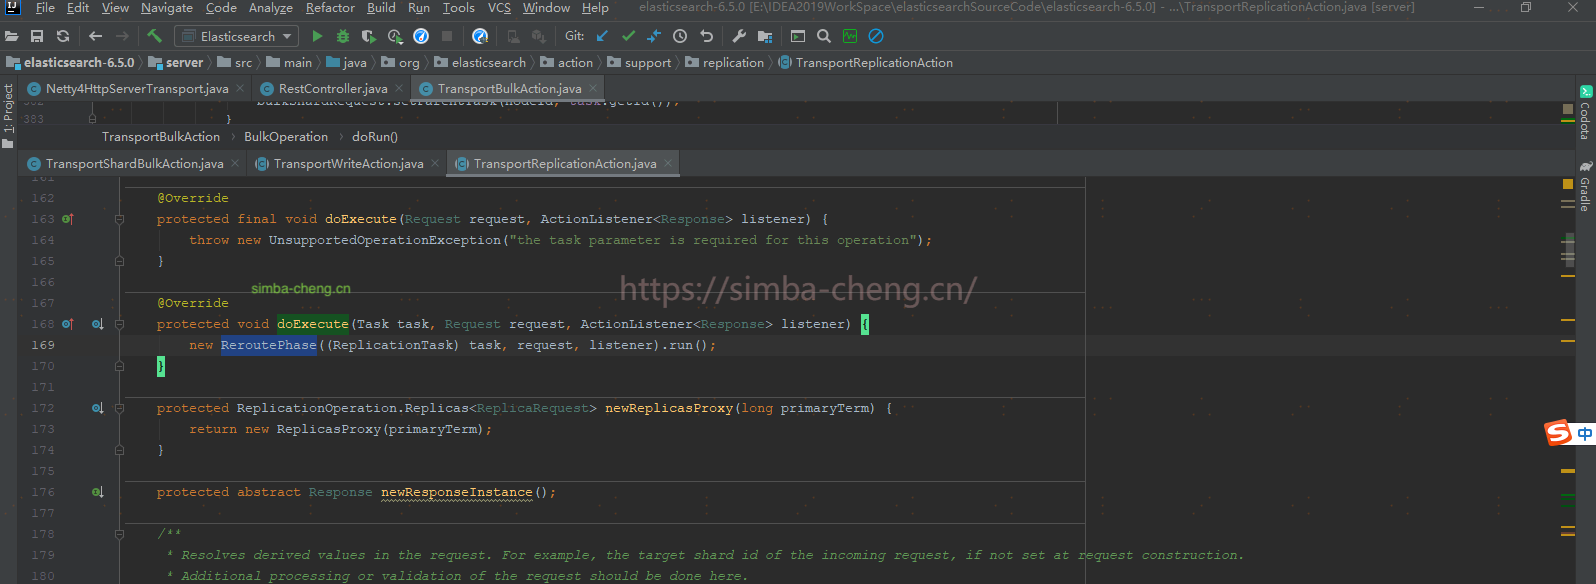 File Edit View Navigate Code Analyze Refactor Build Run Tools VCS Window Help elasticsearch-6.5.0 [E:\IDEA2019WorkSpace\elasticsearchSourceCode\elasticsearch-6.5.0] - ...\TransportReplicationAction.java [server]
Elasticsearch Git:
elasticsearch-6.5.0 server src main java org elasticsearch action support replication TransportReplicationAction
Netty4HttpServerTransport.java RestController.java TransportBulkAction.java
382 bulkShardRequest.setParentTask(nodeId, task.getId());
383 }
TransportBulkAction BulkOperation doRun()
TransportShardBulkAction.java TransportWriteAction.java TransportReplicationAction.java
161
162 @Override
163 protected final void doExecute(Request request, ActionListener<Response> listener) {
164 throw new UnsupportedOperationException("the task parameter is required for this operation");
165 }
166
simba-cheng.cn
https://simba-cheng.cn/
167 @Override
168 protected void doExecute(Task task, Request request, ActionListener<Response> listener) {
169 new ReroutePhase((ReplicationTask) task, request, listener).run();
170 }
171
172 protected ReplicationOperation.Replicas<ReplicaRequest> newReplicasProxy(long primaryTerm) {
173 return new ReplicasProxy(primaryTerm);
174 }
175
176 protected abstract Response newResponseInstance();
177
178 /**
179 * Resolves derived values in the request. For example, the target shard id of the incoming request, if not set at request construction.
180 * Additional processing or validation of the request should be done here.
1: Project
Codota
Gradle
S 中